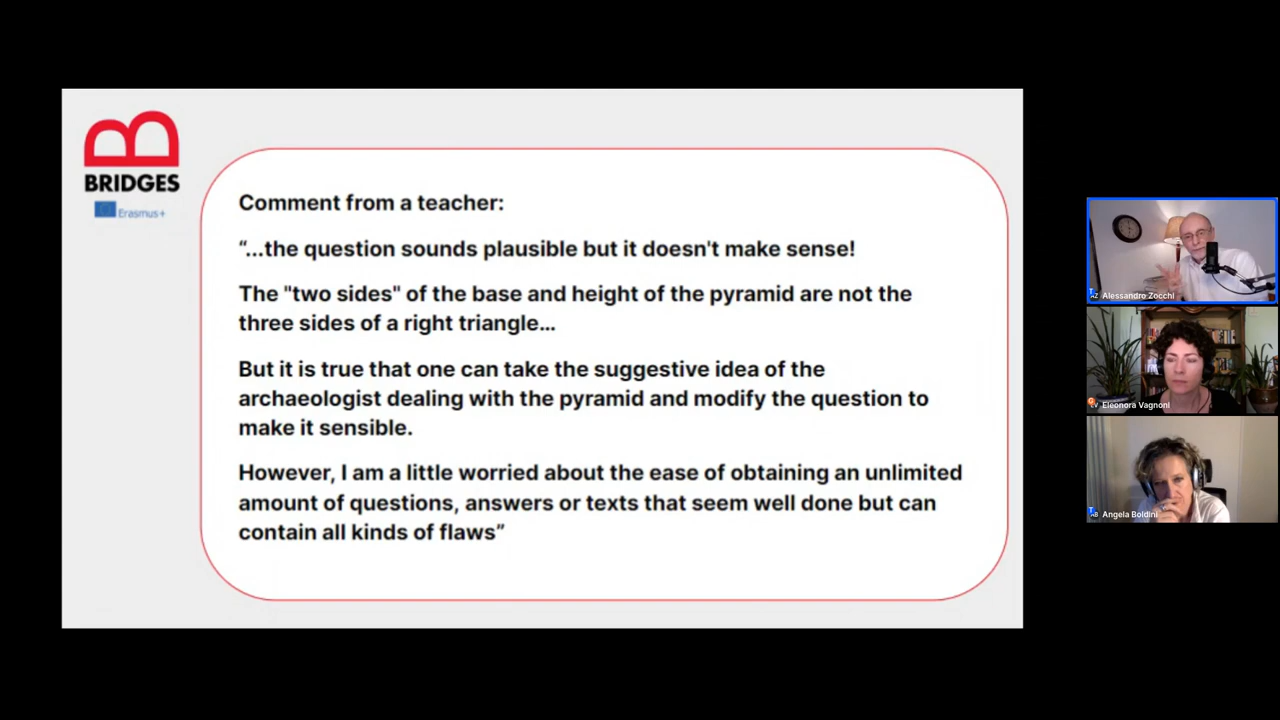 BRIDGES
Erasmus+
Comment from a teacher:
“...the question sounds plausible but it doesn't make sense!
The "two sides" of the base and height of the pyramid are not the
three sides of a right triangle...
But it is true that one can take the suggestive idea of the
archaeologist dealing with the pyramid and modify the question to
make it sensible.
However, I am a little worried about the ease of obtaining an unlimited
amount of questions, answers or texts that seem well done but can
contain all kinds of flaws”
Alessandro Zocchi
Eleonora Vagnoni
Angela Boldini